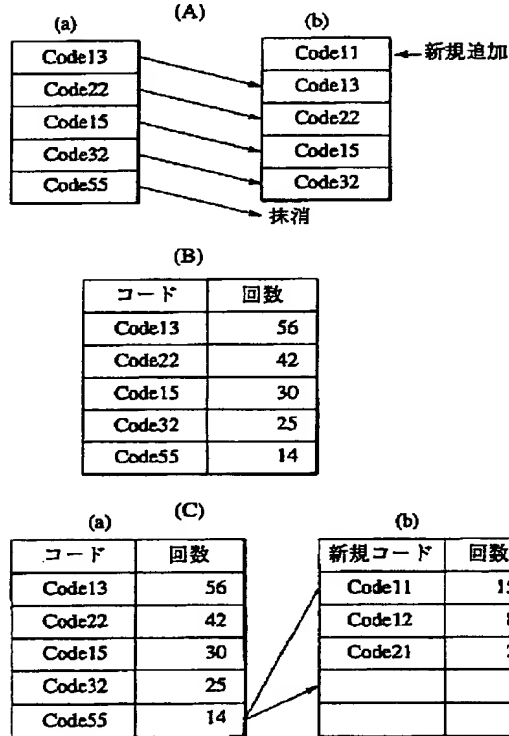 (A)
(a)
(b)
Code13
Code22
Code15
Code32
Code55
Code11
Code13
Code22
Code15
Code32
新規追加
抹消
(B)
コード 回数
Code13 56
Code22 42
Code15 30
Code32 25
Code55 14
(C)
(a)
コード 回数
Code13 56
Code22 42
Code15 30
Code32 25
Code55 14
(b)
新規コード 回数
Code11
Code12
Code21